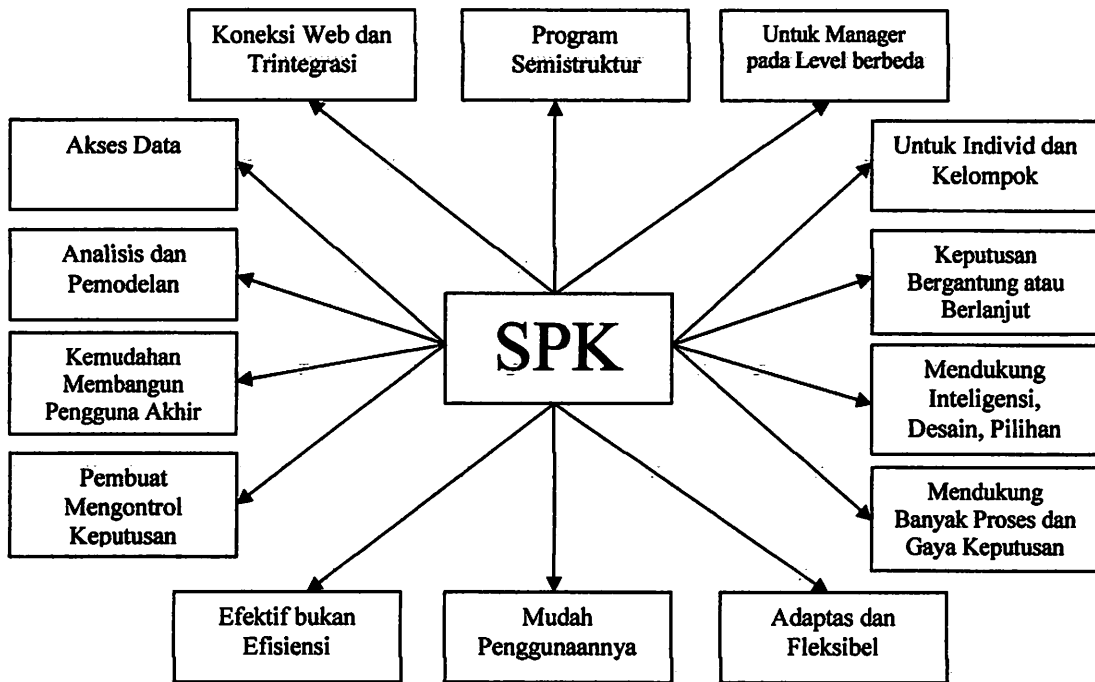 Koneksi Web dan
Trintegrasi
Program
Semistruktur
Untuk Manager
pada Level berbeda
Akses Data
Untuk Individ dan
Kelompok
Analisis dan
Pemodelan
Keputusan
Bergantung atau
Berlanjut
SPK
Kemudahan
Membangun
Pengguna Akhir
Mendukung
Inteligensi,
Desain, Pilihan
Pembuat
Mengontrol
Keputusan
Mendukung
Banyak Proses dan
Gaya Keputusan
Efektif bukan
Efisiensi
Mudah
Penggunaannya
Adaptas dan
Fleksibel